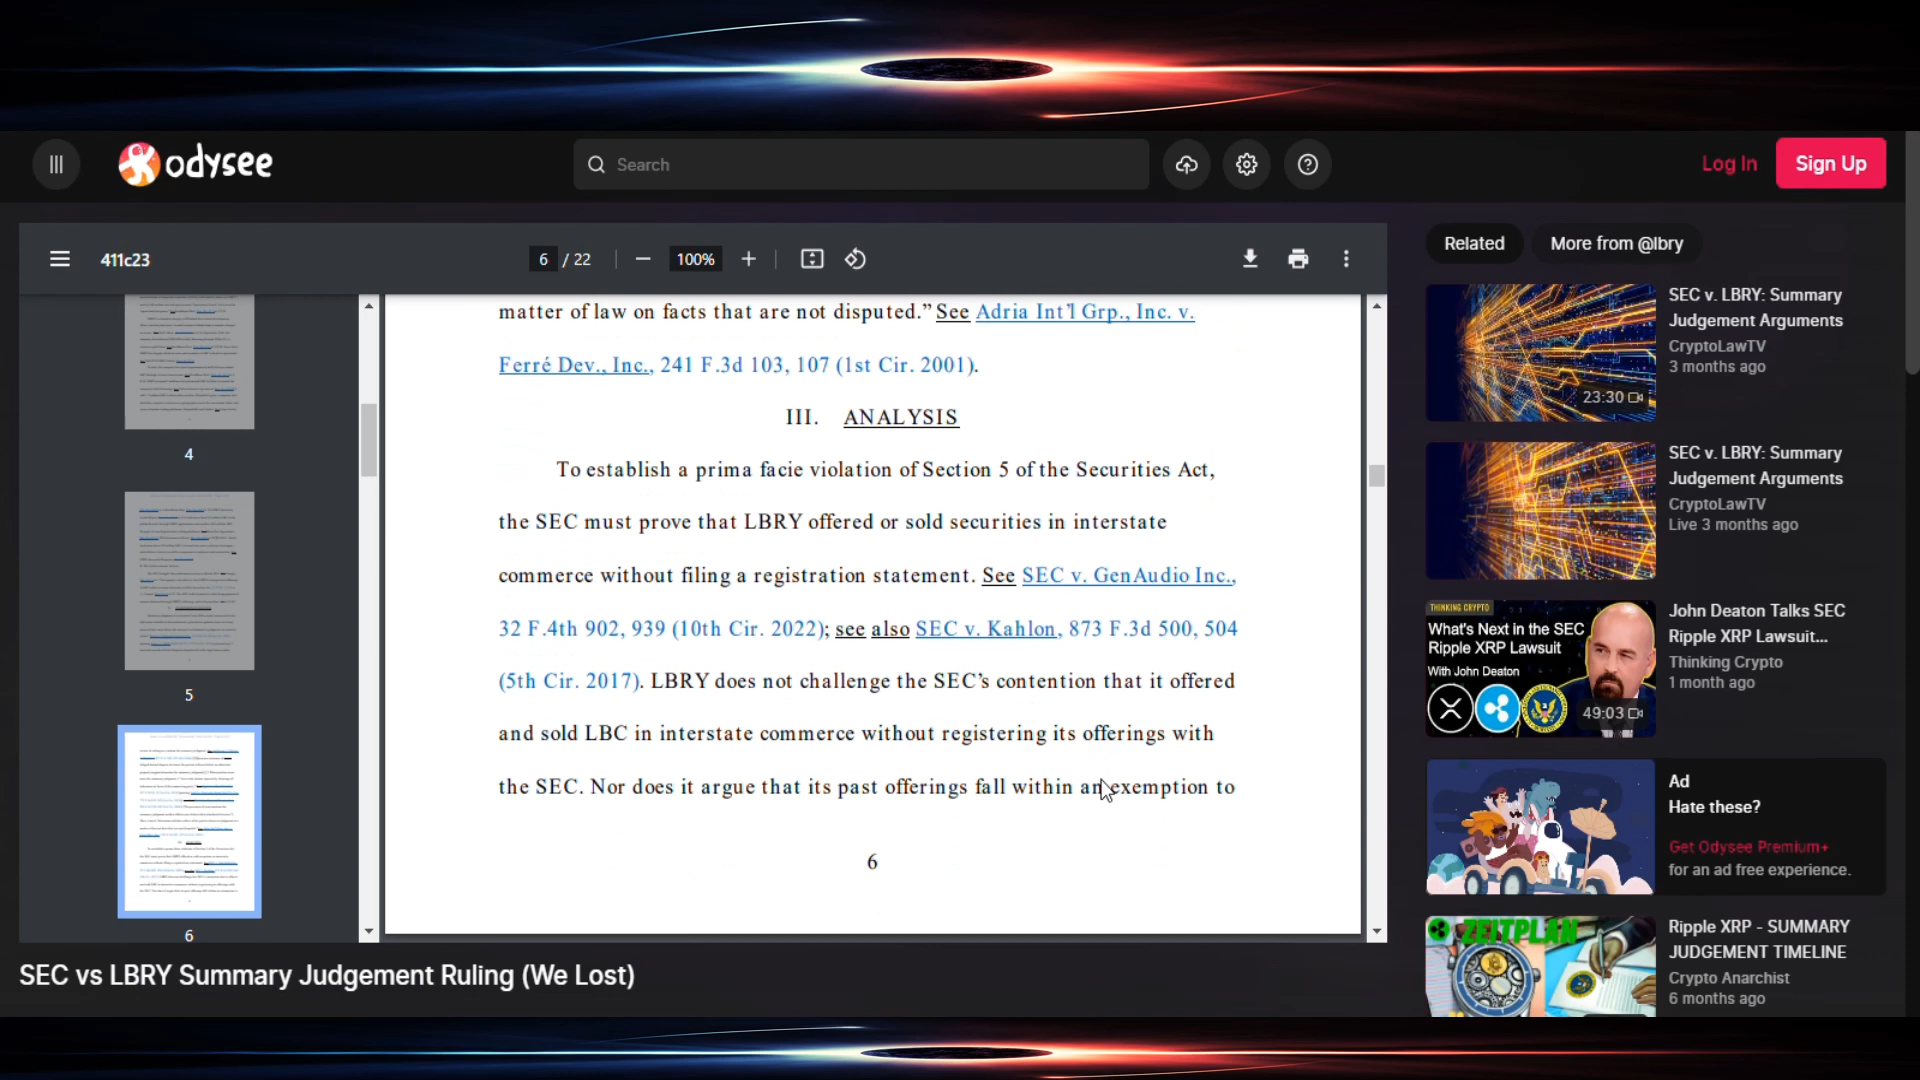 odysee
Search
Log In
Sign Up
411c23
6 / 22
100%
4
5
6
matter of law on facts that are not disputed.” See Adria Int’l Grp., Inc. v.
Ferré Dev., Inc., 241 F.3d 103, 107 (1st Cir. 2001).
III. ANALYSIS
To establish a prima facie violation of Section 5 of the Securities Act,
the SEC must prove that LBRY offered or sold securities in interstate
commerce without filing a registration statement. See SEC v. GenAudio Inc.,
32 F.4th 902, 939 (10th Cir. 2022); see also SEC v. Kahlon, 873 F.3d 500, 504
(5th Cir. 2017). LBRY does not challenge the SEC’s contention that it offered
and sold LBC in interstate commerce without registering its offerings with
the SEC. Nor does it argue that its past offerings fall within an exemption to
6
SEC vs LBRY Summary Judgement Ruling (We Lost)
Related
More from @lbry
23:30
SEC v. LBRY: Summary
Judgement Arguments
CryptoLawTV
3 months ago
SEC v. LBRY: Summary
Judgement Arguments
CryptoLawTV
Live 3 months ago
THINKING CRYPTO
What's Next in the SEC
Ripple XRP Lawsuit
With John Deaton
49:03
John Deaton Talks SEC
Ripple XRP Lawsuit...
Thinking Crypto
1 month ago
Ad
Hate these?
Get Odysee Premium+
for an ad free experience.
ZEITPLAN
Ripple XRP - SUMMARY
JUDGEMENT TIMELINE
Crypto Anarchist
6 months ago